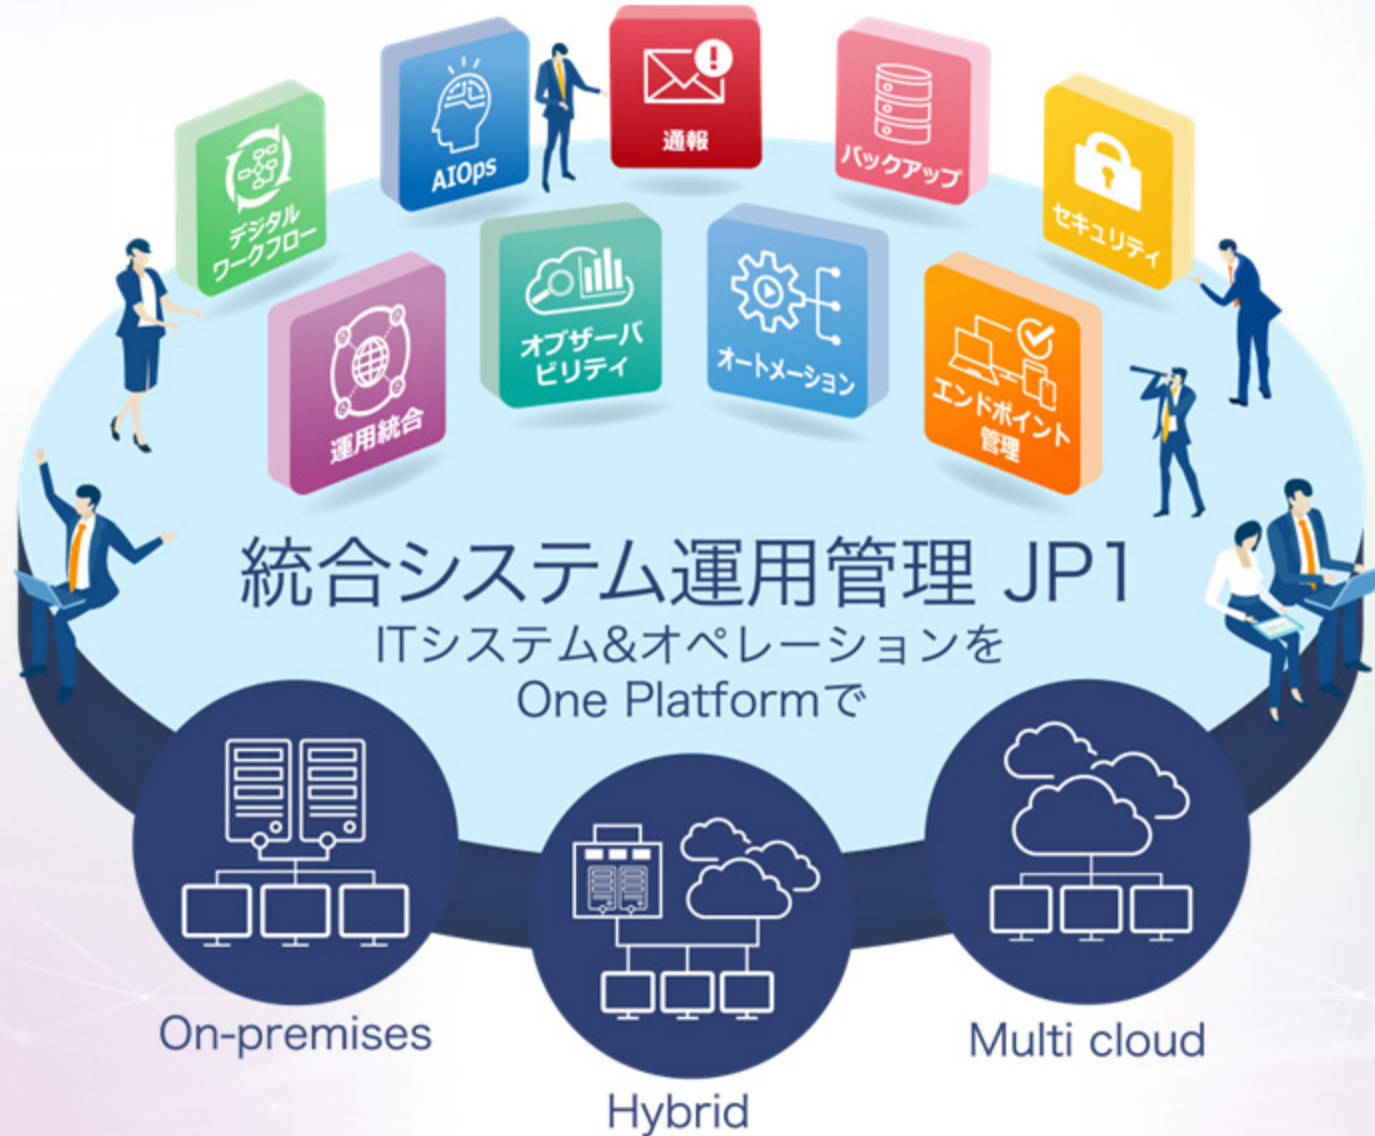 デジタル
ワークフロー
AIOps
通報
バックアップ
セキュリティ
運用統合
オブザーバ
ビリティ
オートメーション
エンドポイント
管理
統合システム運用管理 JP1
ITシステム&オペレーションを
One Platformで
On-premises
Hybrid
Multi cloud